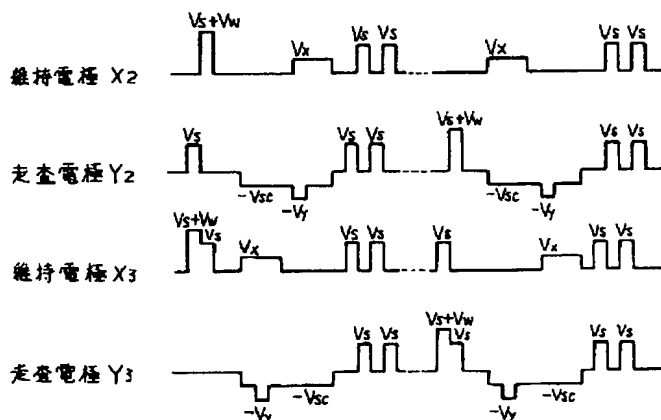 Vs+Vw Vx Vs Vs Vx Vs Vs
維持電極 X2
Vs Vs Vs Vs+Vw Vs Vs
走査電極 Y2
-Vsc -Vy -Vsc -Vy
Vs+Vw Vs Vx Vs Vs Vs Vx Vs Vs
維持電極 X3
Vs Vs Vs+Vw Vs Vs Vs
走査電極 Y3
-Vy -Vsc -Vy -Vsc